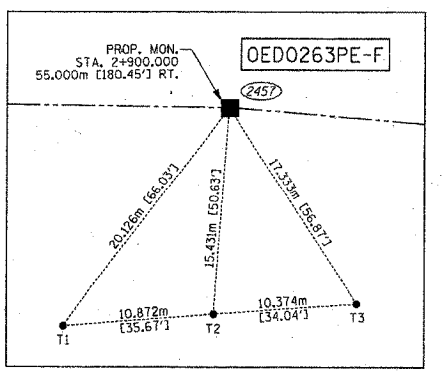 PROP. MON.
STA. 2+900.000
55.000m [180.45'] RT.
OEDO263PE-F
2457
20.126m [66.03']
15.431m [50.63']
17.333m [56.87']
10.872m
[35.67']
10.374m
[34.04']
T1
T2
T3